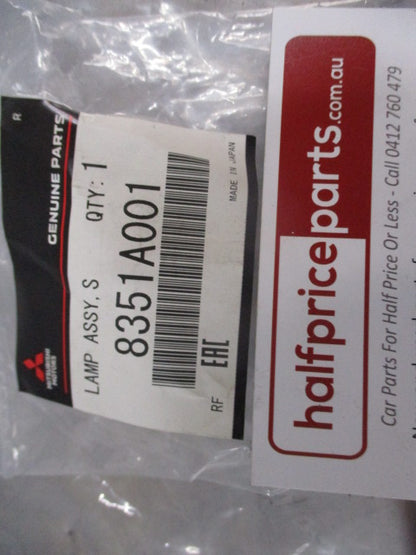 R
GENUINE PARTS
MITSUBISHI
MOTORS
LAMP ASSY, S QTY: 1
8351A001
MADE IN JAPAN
RF EAC
halfpriceparts.com.au
Car Parts For Half Price Or Less - Call 0412 760 479